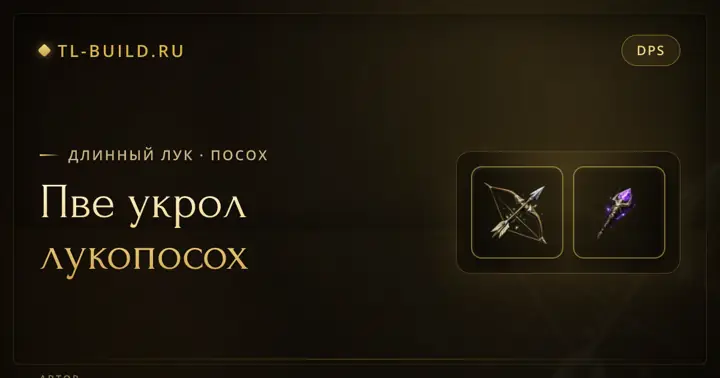 TL-BUILD.RU
DPS
ДЛИННЫЙ ЛУК · ПОСОХ
Пве укрол
лукопосох